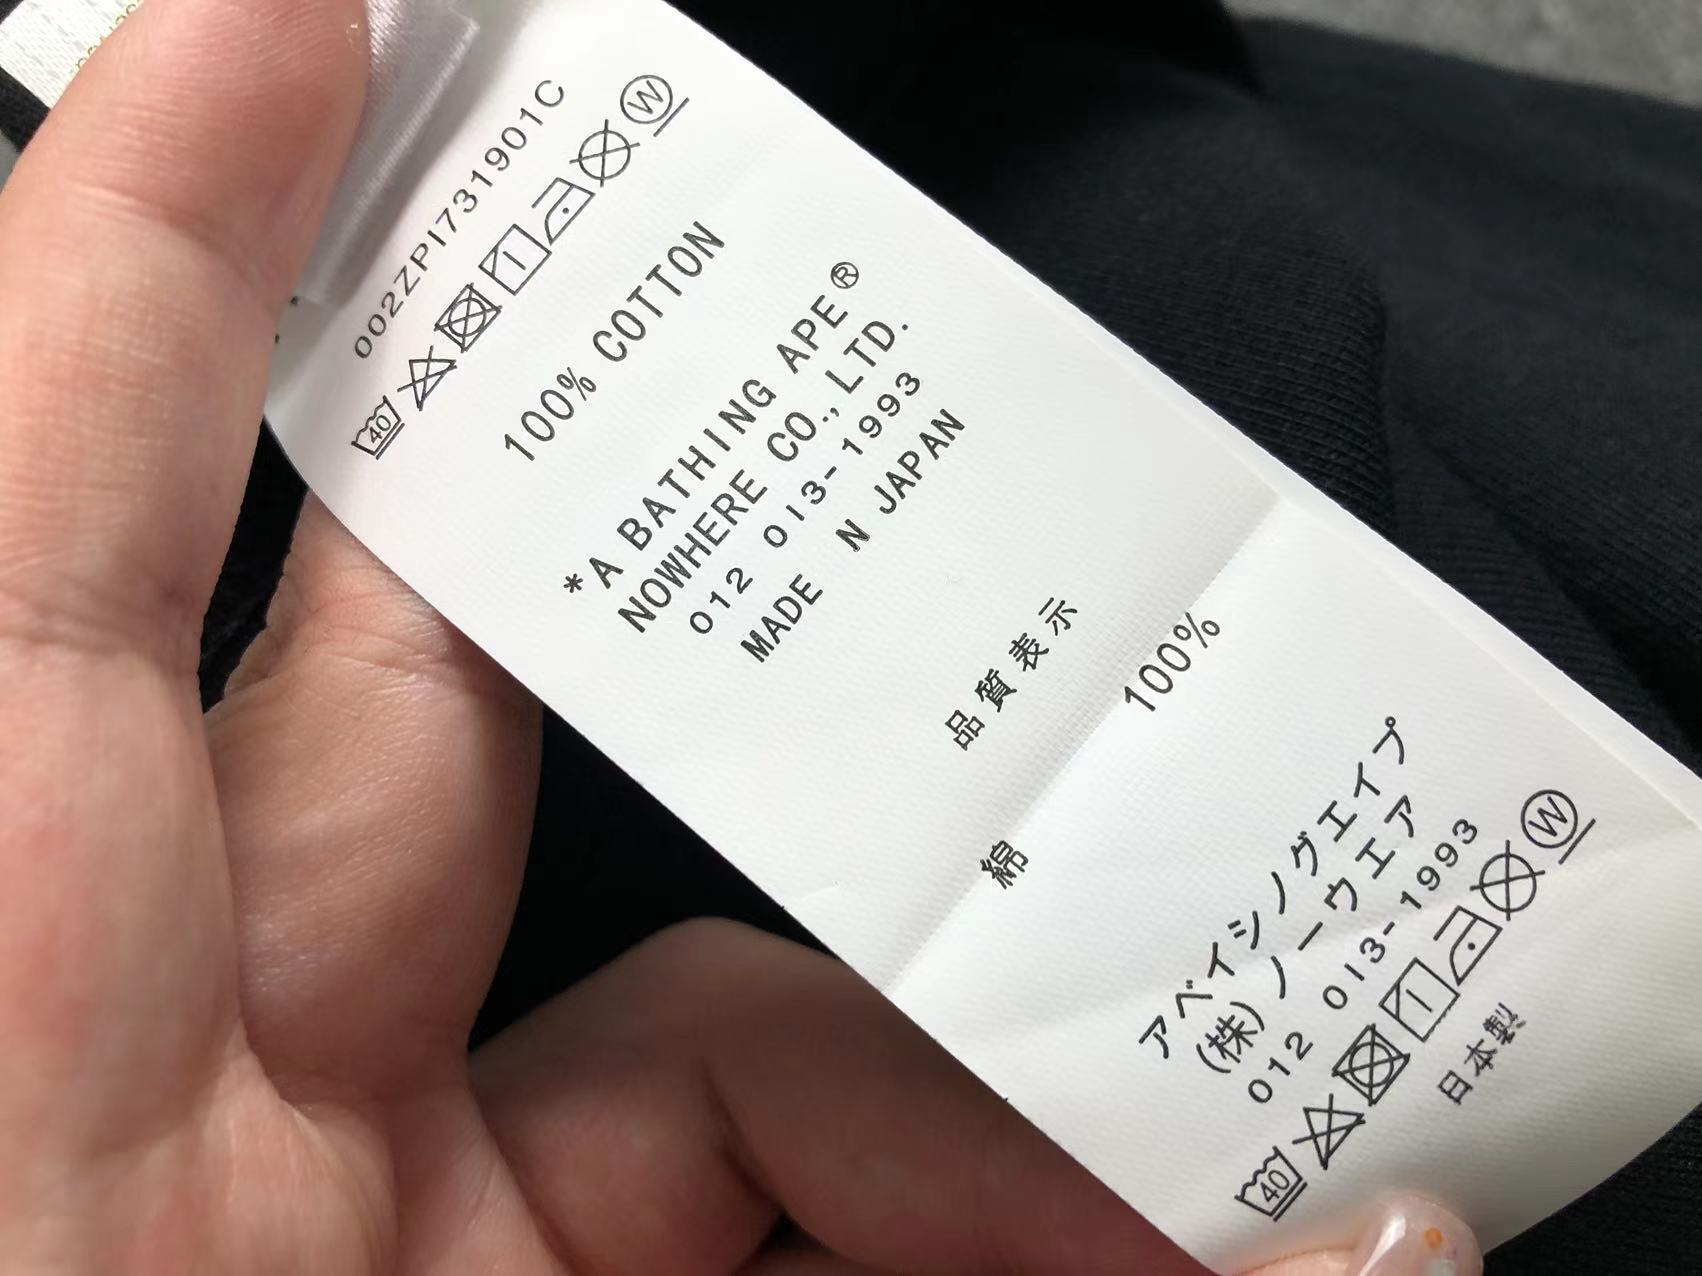 002ZPI731901C
40 W
100% COTTON
*A BATHING APE®
NOWHERE CO., LTD.
012 013-1993
MADE N JAPAN
品質表示
綿 100%
アベイシングエイプ
(株)ノーウエア
012 013-1993
40 W
日本製